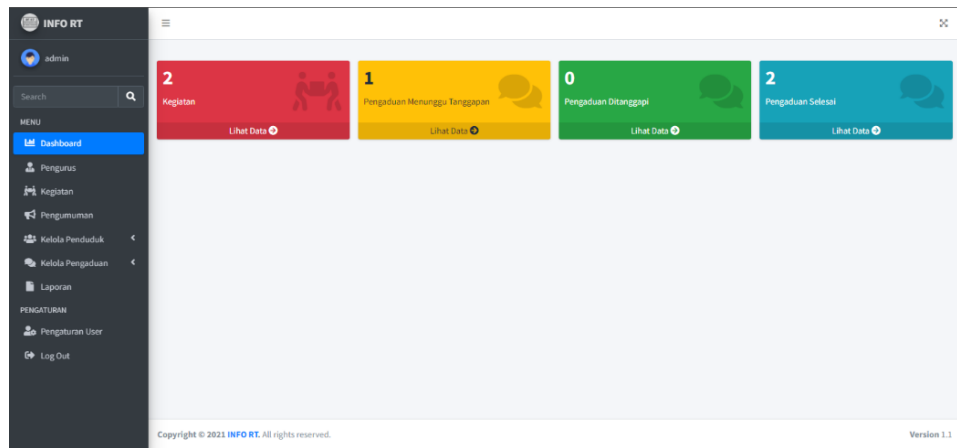 INFO RT
admin
Search
MENU
Dashboard
Pengurus
Kegiatan
Pengumuman
Kelola Penduduk
Kelola Pengaduan
Laporan
PENGATURAN
Pengaturan User
Log Out
2
Kegiatan
Lihat Data
1
Pengaduan Menunggu Tanggapan
Lihat Data
0
Pengaduan Ditanggapi
Lihat Data
2
Pengaduan Selesai
Lihat Data
Copyright © 2021 INFO RT. All rights reserved.
Version 1.1